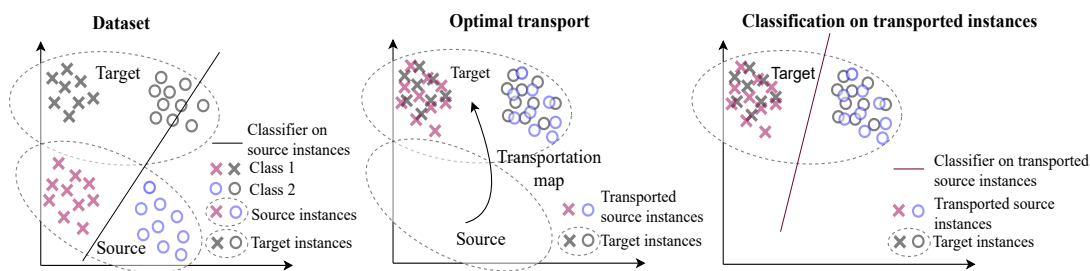 Dataset
Target
Classifier on
source instances
Class 1
Class 2
Source instances
Target instances
Source
Optimal transport
Target
Transportation
map
Transported
source instances
Source
Target instances
Classification on transported instances
Target
Classifier on transported
source instances
Transported source
instances
Target instances